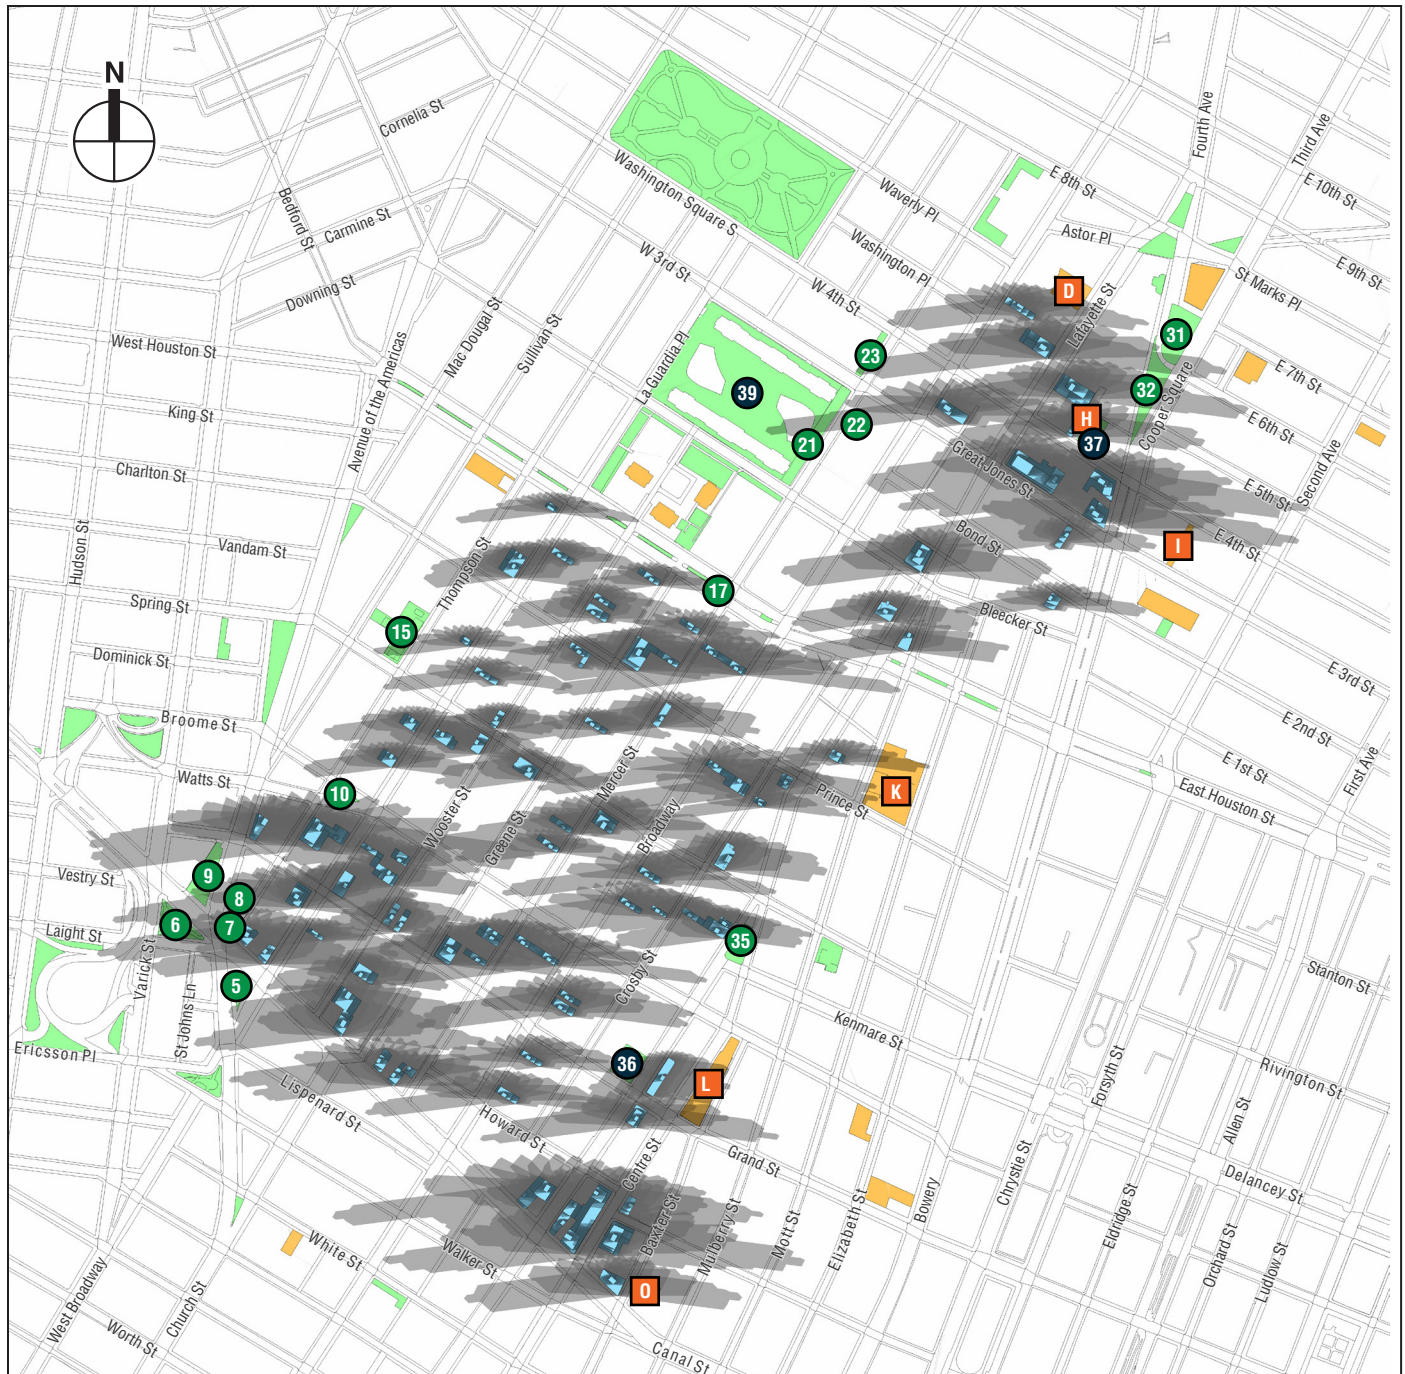 N
Cornelia St
Fourth Ave
Third Ave
Washington Square S
Waverly Pl
E 8th St
E 10th St
Bedford St
Carmine St
Washington Pl
Astor Pl
W 3rd St
W 4th St
E 9th St
St Marks Pl
Downing St
D
Lafayette St
Mac Dougal St
Sullivan St
La Guardia Pl
West Houston St
31
23
E 7th St
Avenue of the Americas
39
32
Cooper Square
King St
H
22
E 6th St
21
37
Great Jones St
Second Ave
Charlton St
E 5th St
Hudson St
Bond St
I
E 4th St
Vandam St
Thompson St
17
Spring St
Bleecker St
15
Dominick St
E 3rd St
Broome St
E 2nd St
Watts St
Mercer St
E 1st St
First Ave
10
K
Prince St
East Houston St
Wooster St
Greene St
Broadway
Vestry St
9
8
6
7
35
Laight St
Varick St
Crosby St
Stanton St
5
St Johns Ln
Kenmare St
Ericsson Pl
36
L
Forsyth St
Rivington St
Lispenard St
Howard St
Allen St
Grand St
Centre St
Delancey St
Chrystie St
Bowery
Elizabeth St
Mott St
Mulberry St
Baxter St
Eldridge St
Orchard St
Ludlow St
White St
Walker St
O
West Broadway
Church St
Worth St
Canal St